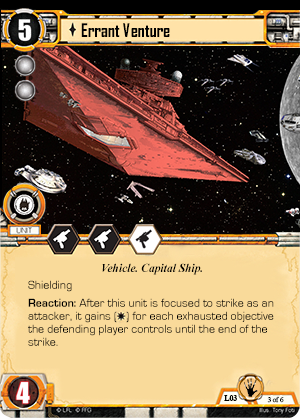 5
Errant Venture
UNIT
Vehicle. Capital Ship.
Shielding
Reaction: After this unit is focused to strike as an
attacker, it gains (✷) for each exhausted objective
the defending player controls until the end of the
strike.
4
L03
3 of 6
© LFL © FFG
Illus. Tony Foti